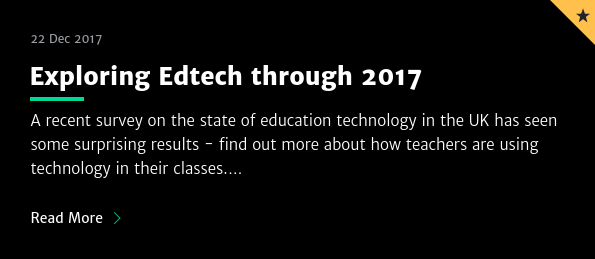 22 Dec 2017
Exploring Edtech through 2017
A recent survey on the state of education technology in the UK has seen
some surprising results – find out more about how teachers are using
technology in their classes....
Read More